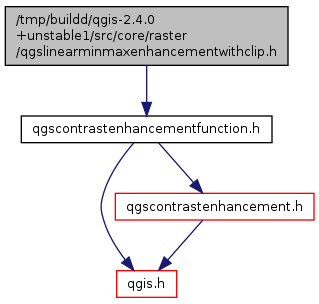 /tmp/buildd/qgis-2.4.0
+unstable1/src/core/raster
/qgslinearminmaxenhancementwithclip.h
qgscontrastenhancementfunction.h
qgscontrastenhancement.h
qgis.h